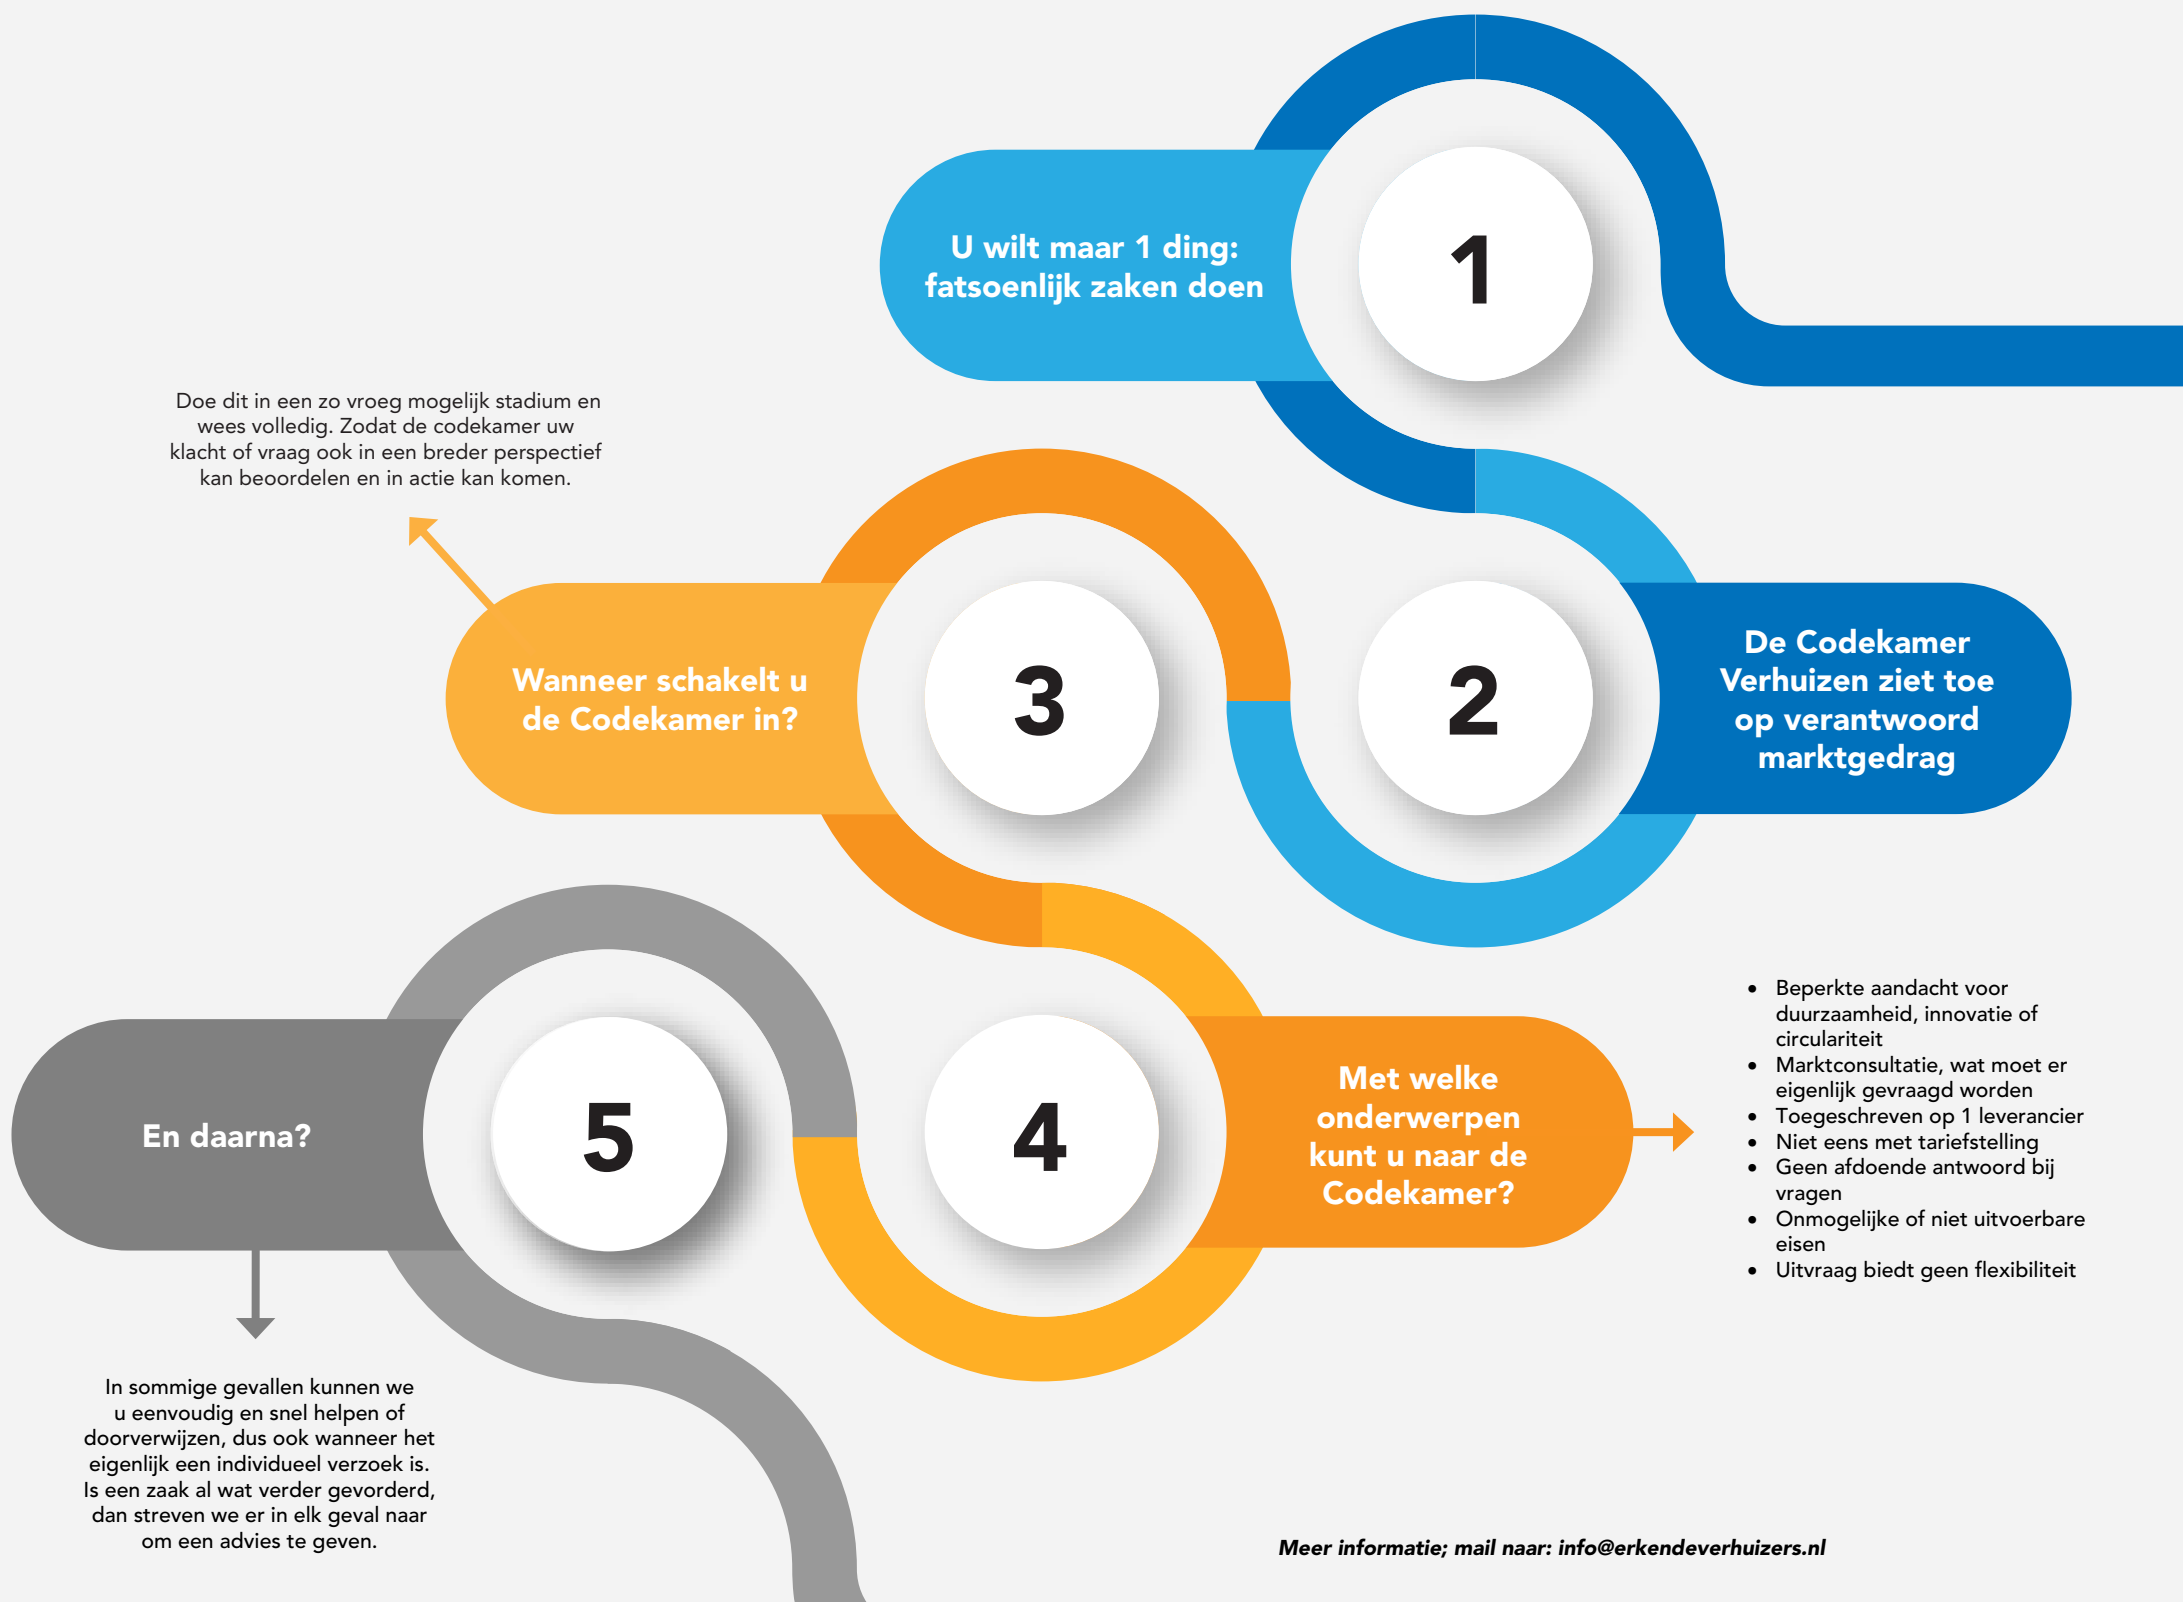 1
U wilt maar 1 ding:
fatsoenlijk zaken doen
2
De Codekamer
Verhuizen ziet toe
op verantwoord
marktgedrag
3
Wanneer schakelt u
de Codekamer in?
Doe dit in een zo vroeg mogelijk stadium en
wees volledig. Zodat de codekamer uw
klacht of vraag ook in een breder perspectief
kan beoordelen en in actie kan komen.
4
Met welke
onderwerpen
kunt u naar de
Codekamer?
• Beperkte aandacht voor
duurzaamheid, innovatie of
circulariteit
• Marktconsultatie, wat moet er
eigenlijk gevraagd worden
• Toegeschreven op 1 leverancier
• Niet eens met tariefstelling
• Geen afdoende antwoord bij
vragen
• Onmogelijke of niet uitvoerbare
eisen
• Uitvraag biedt geen flexibiliteit
5
En daarna?
In sommige gevallen kunnen we
u eenvoudig en snel helpen of
doorverwijzen, dus ook wanneer het
eigenlijk een individueel verzoek is.
Is een zaak al wat verder gevorderd,
dan streven we er in elk geval naar
om een advies te geven.
Meer informatie; mail naar: info@erkendeverhuizers.nl